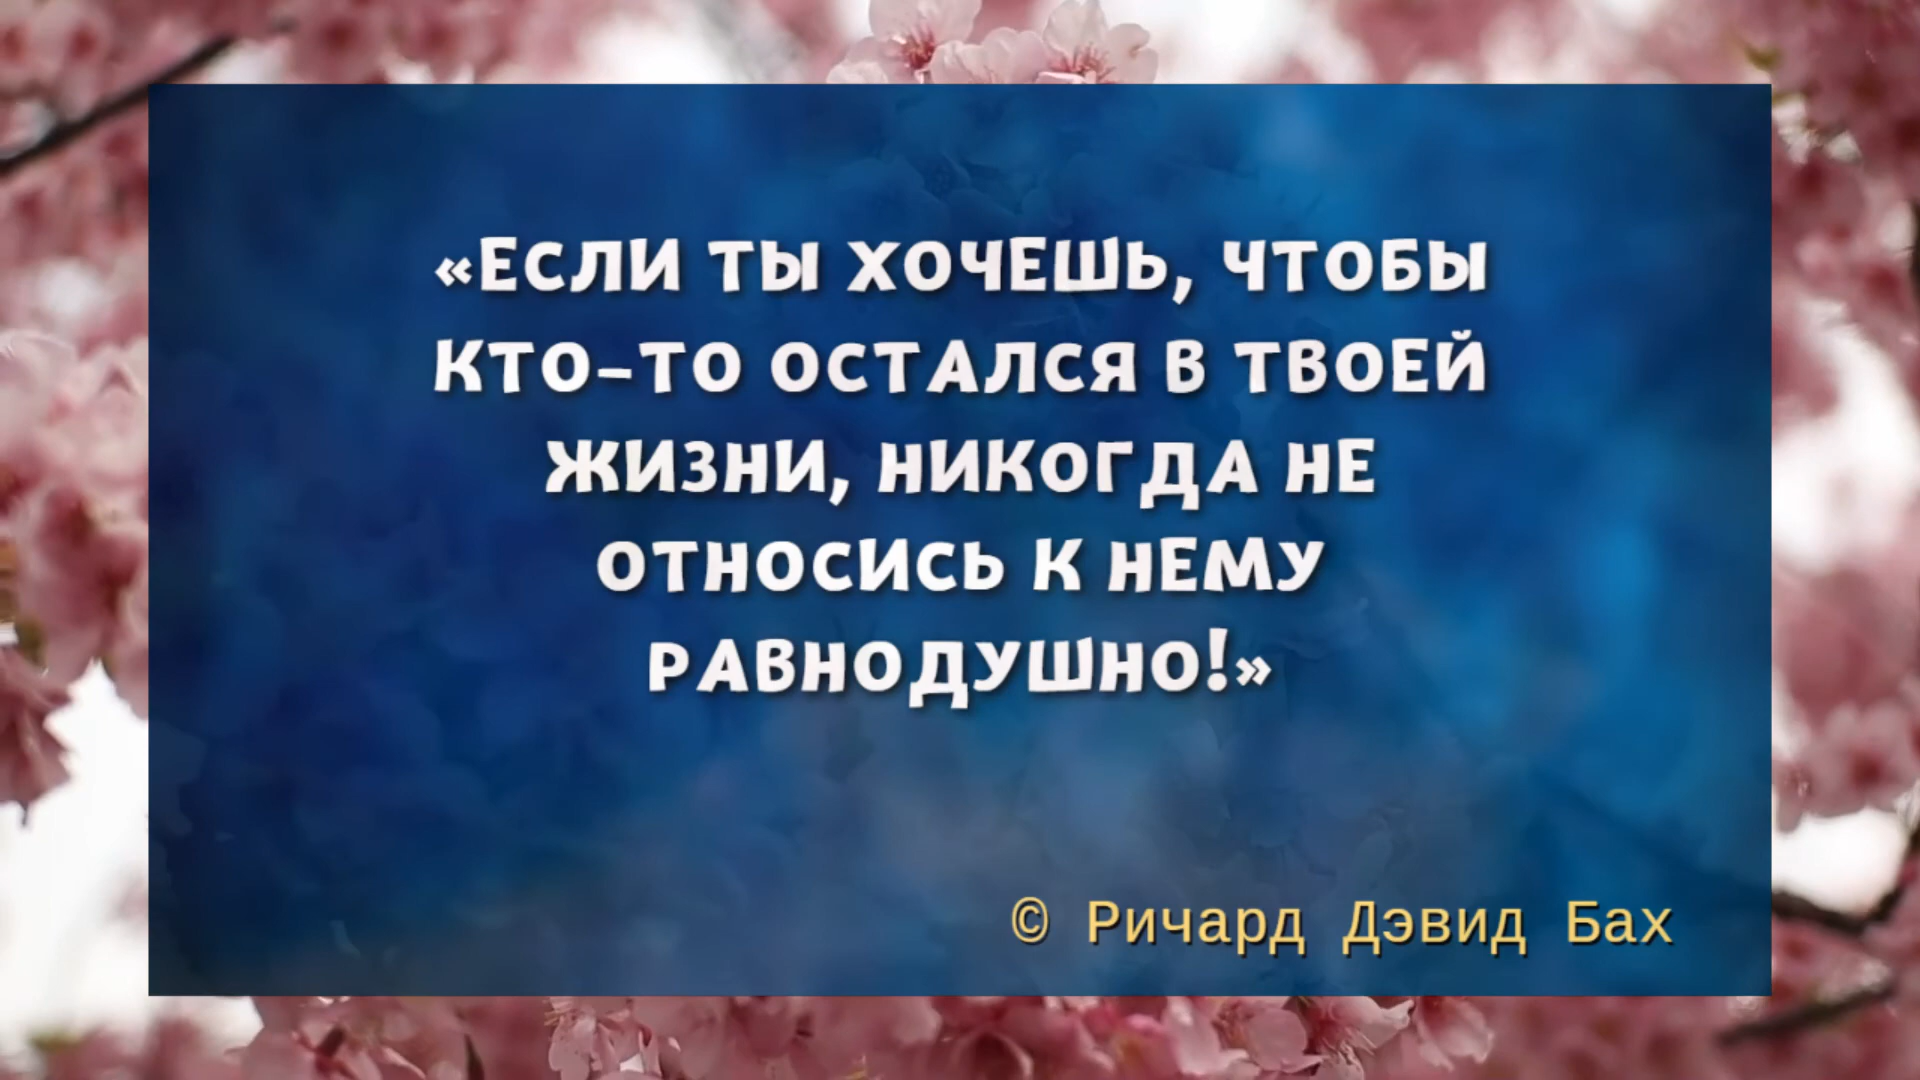 «ЕСЛИ ТЫ ХОЧЕШЬ, ЧТОБЫ
КТО-ТО ОСТАЛСЯ В ТВОЕЙ
ЖИЗНИ, НИКОГДА НЕ
ОТНОСИСЬ К НЕМУ
РАВНОДУШНО!»
© Ричард Дэвид Бах